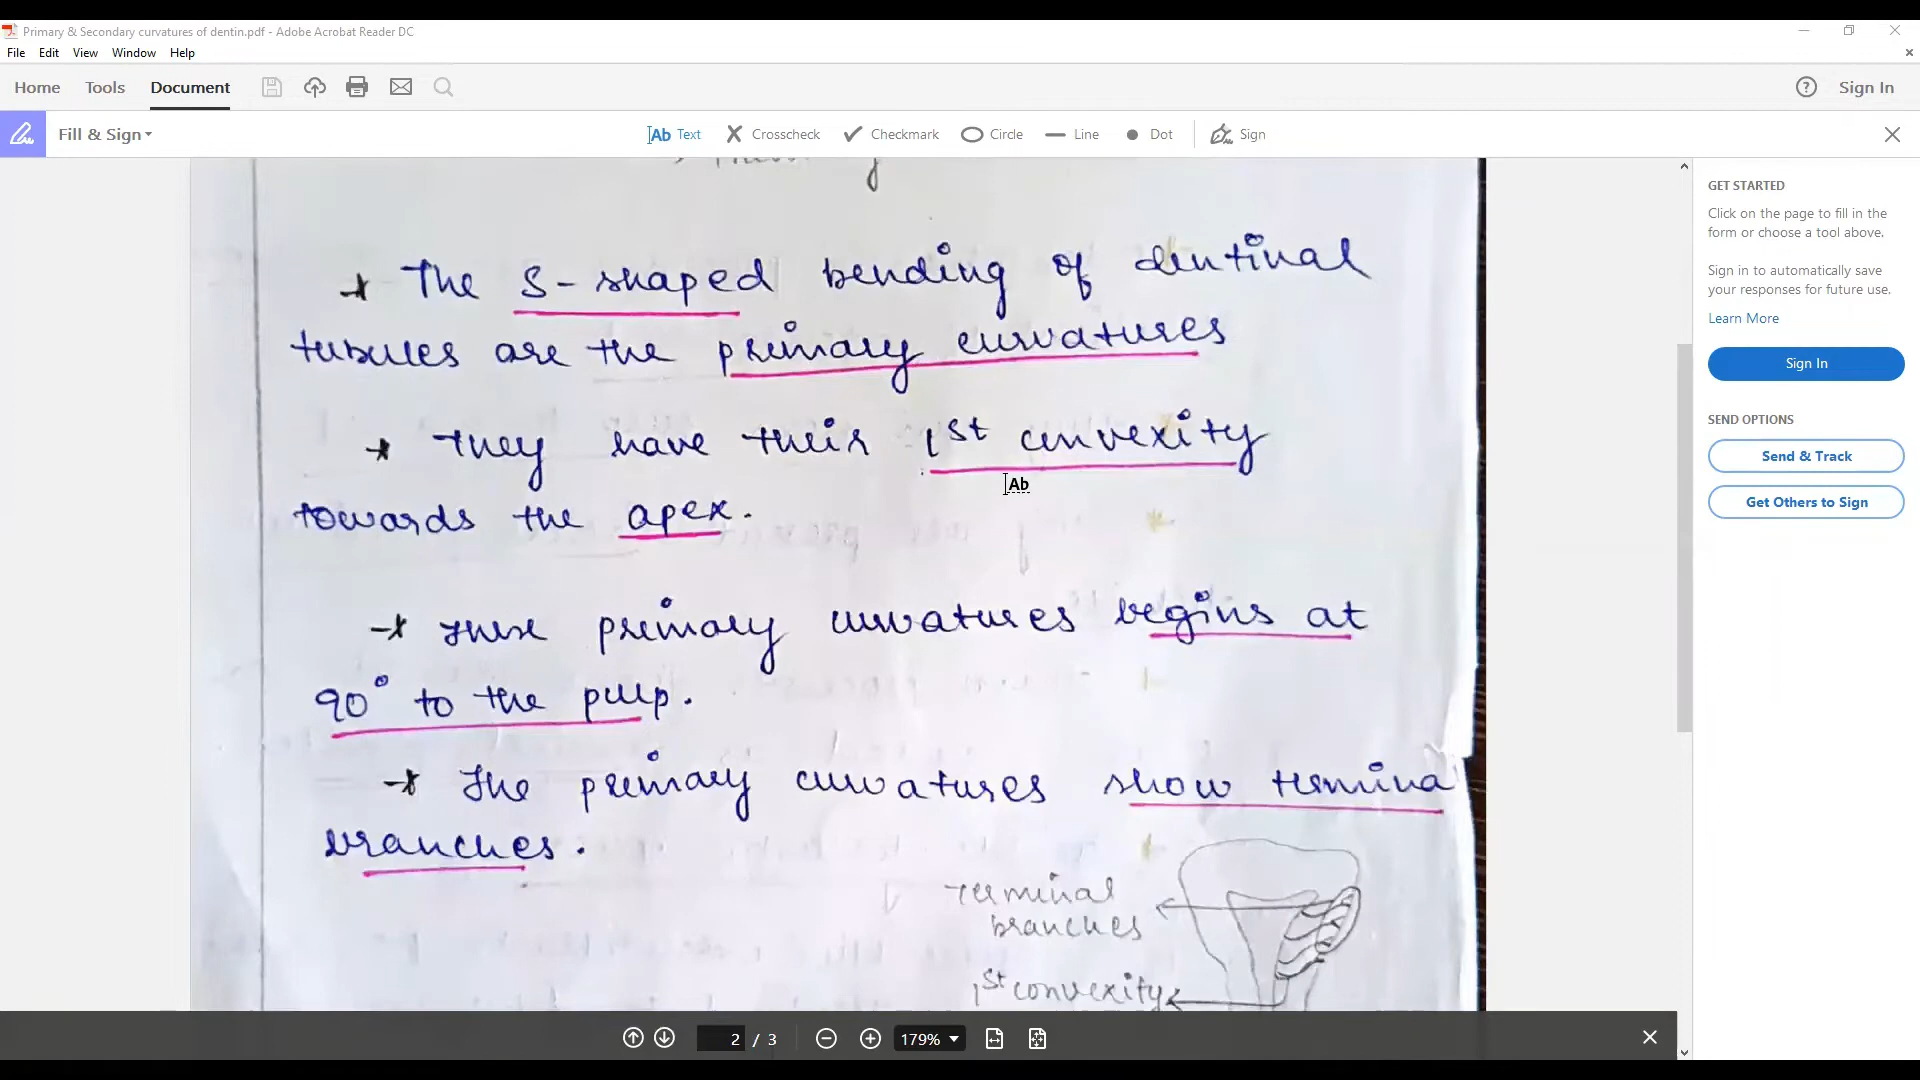 Primary & Secondary curvatures of dentin.pdf - Adobe Acrobat Reader DC
File Edit View Window Help
Home Tools Document Sign In
Fill & Sign Ab Text Crosscheck Checkmark Circle Line Dot Sign
GET STARTED
Click on the page to fill in the
form or choose a tool above.
Sign in to automatically save
your responses for future use.
Learn More
Sign In
SEND OPTIONS
Send & Track
Get Others to Sign
* The S-shaped bending of dentinal
tubules are the primary curvatures
* They have their 1st convexity
Ab
towards the apex.
* These primary curvatures begins at
90° to the pulp.
* The primary curvatures show termina
branches.
terminal
branches
1st convexity
2 / 3 179%